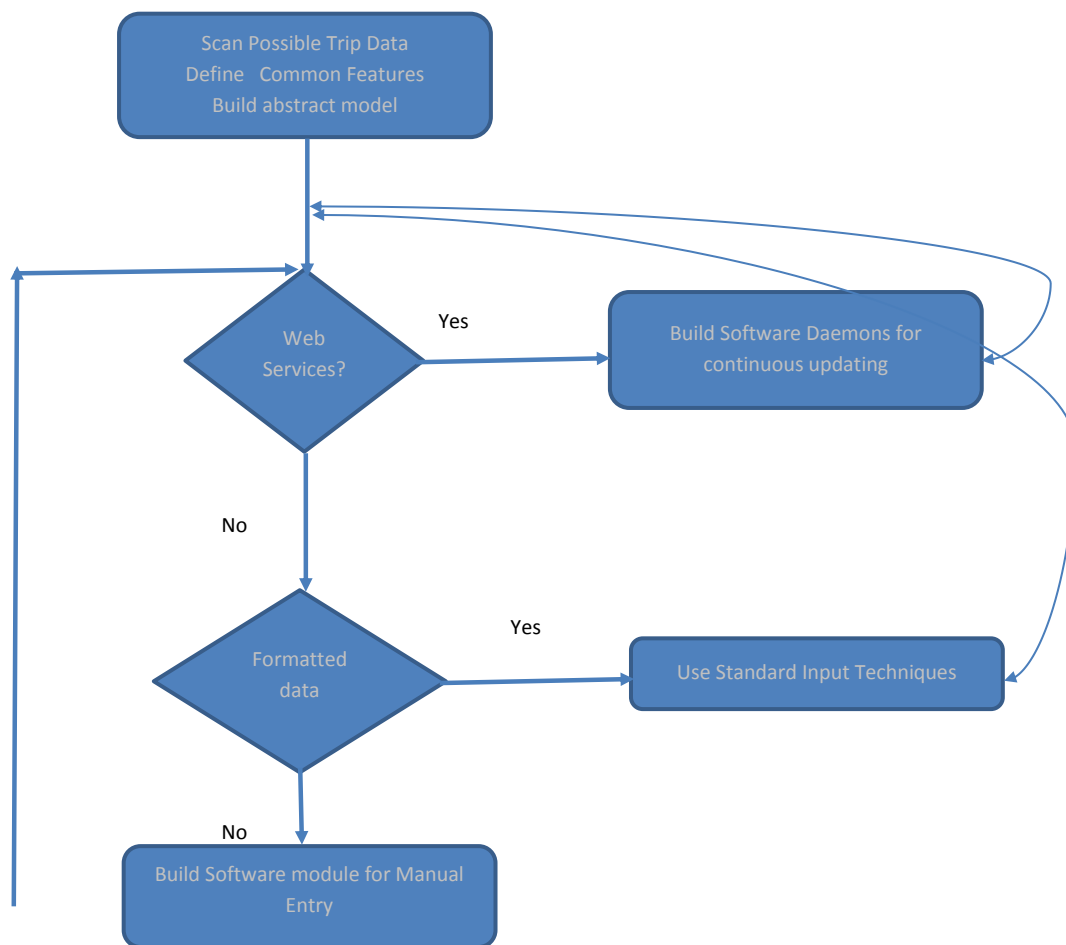 Scan Possible Trip Data
Define   Common Features
Build abstract model
Web
Services?
Yes
Build Software Daemons for
continuous updating
No
Formatted
data
Yes
Use Standard Input Techniques
No
Build Software module for Manual
Entry